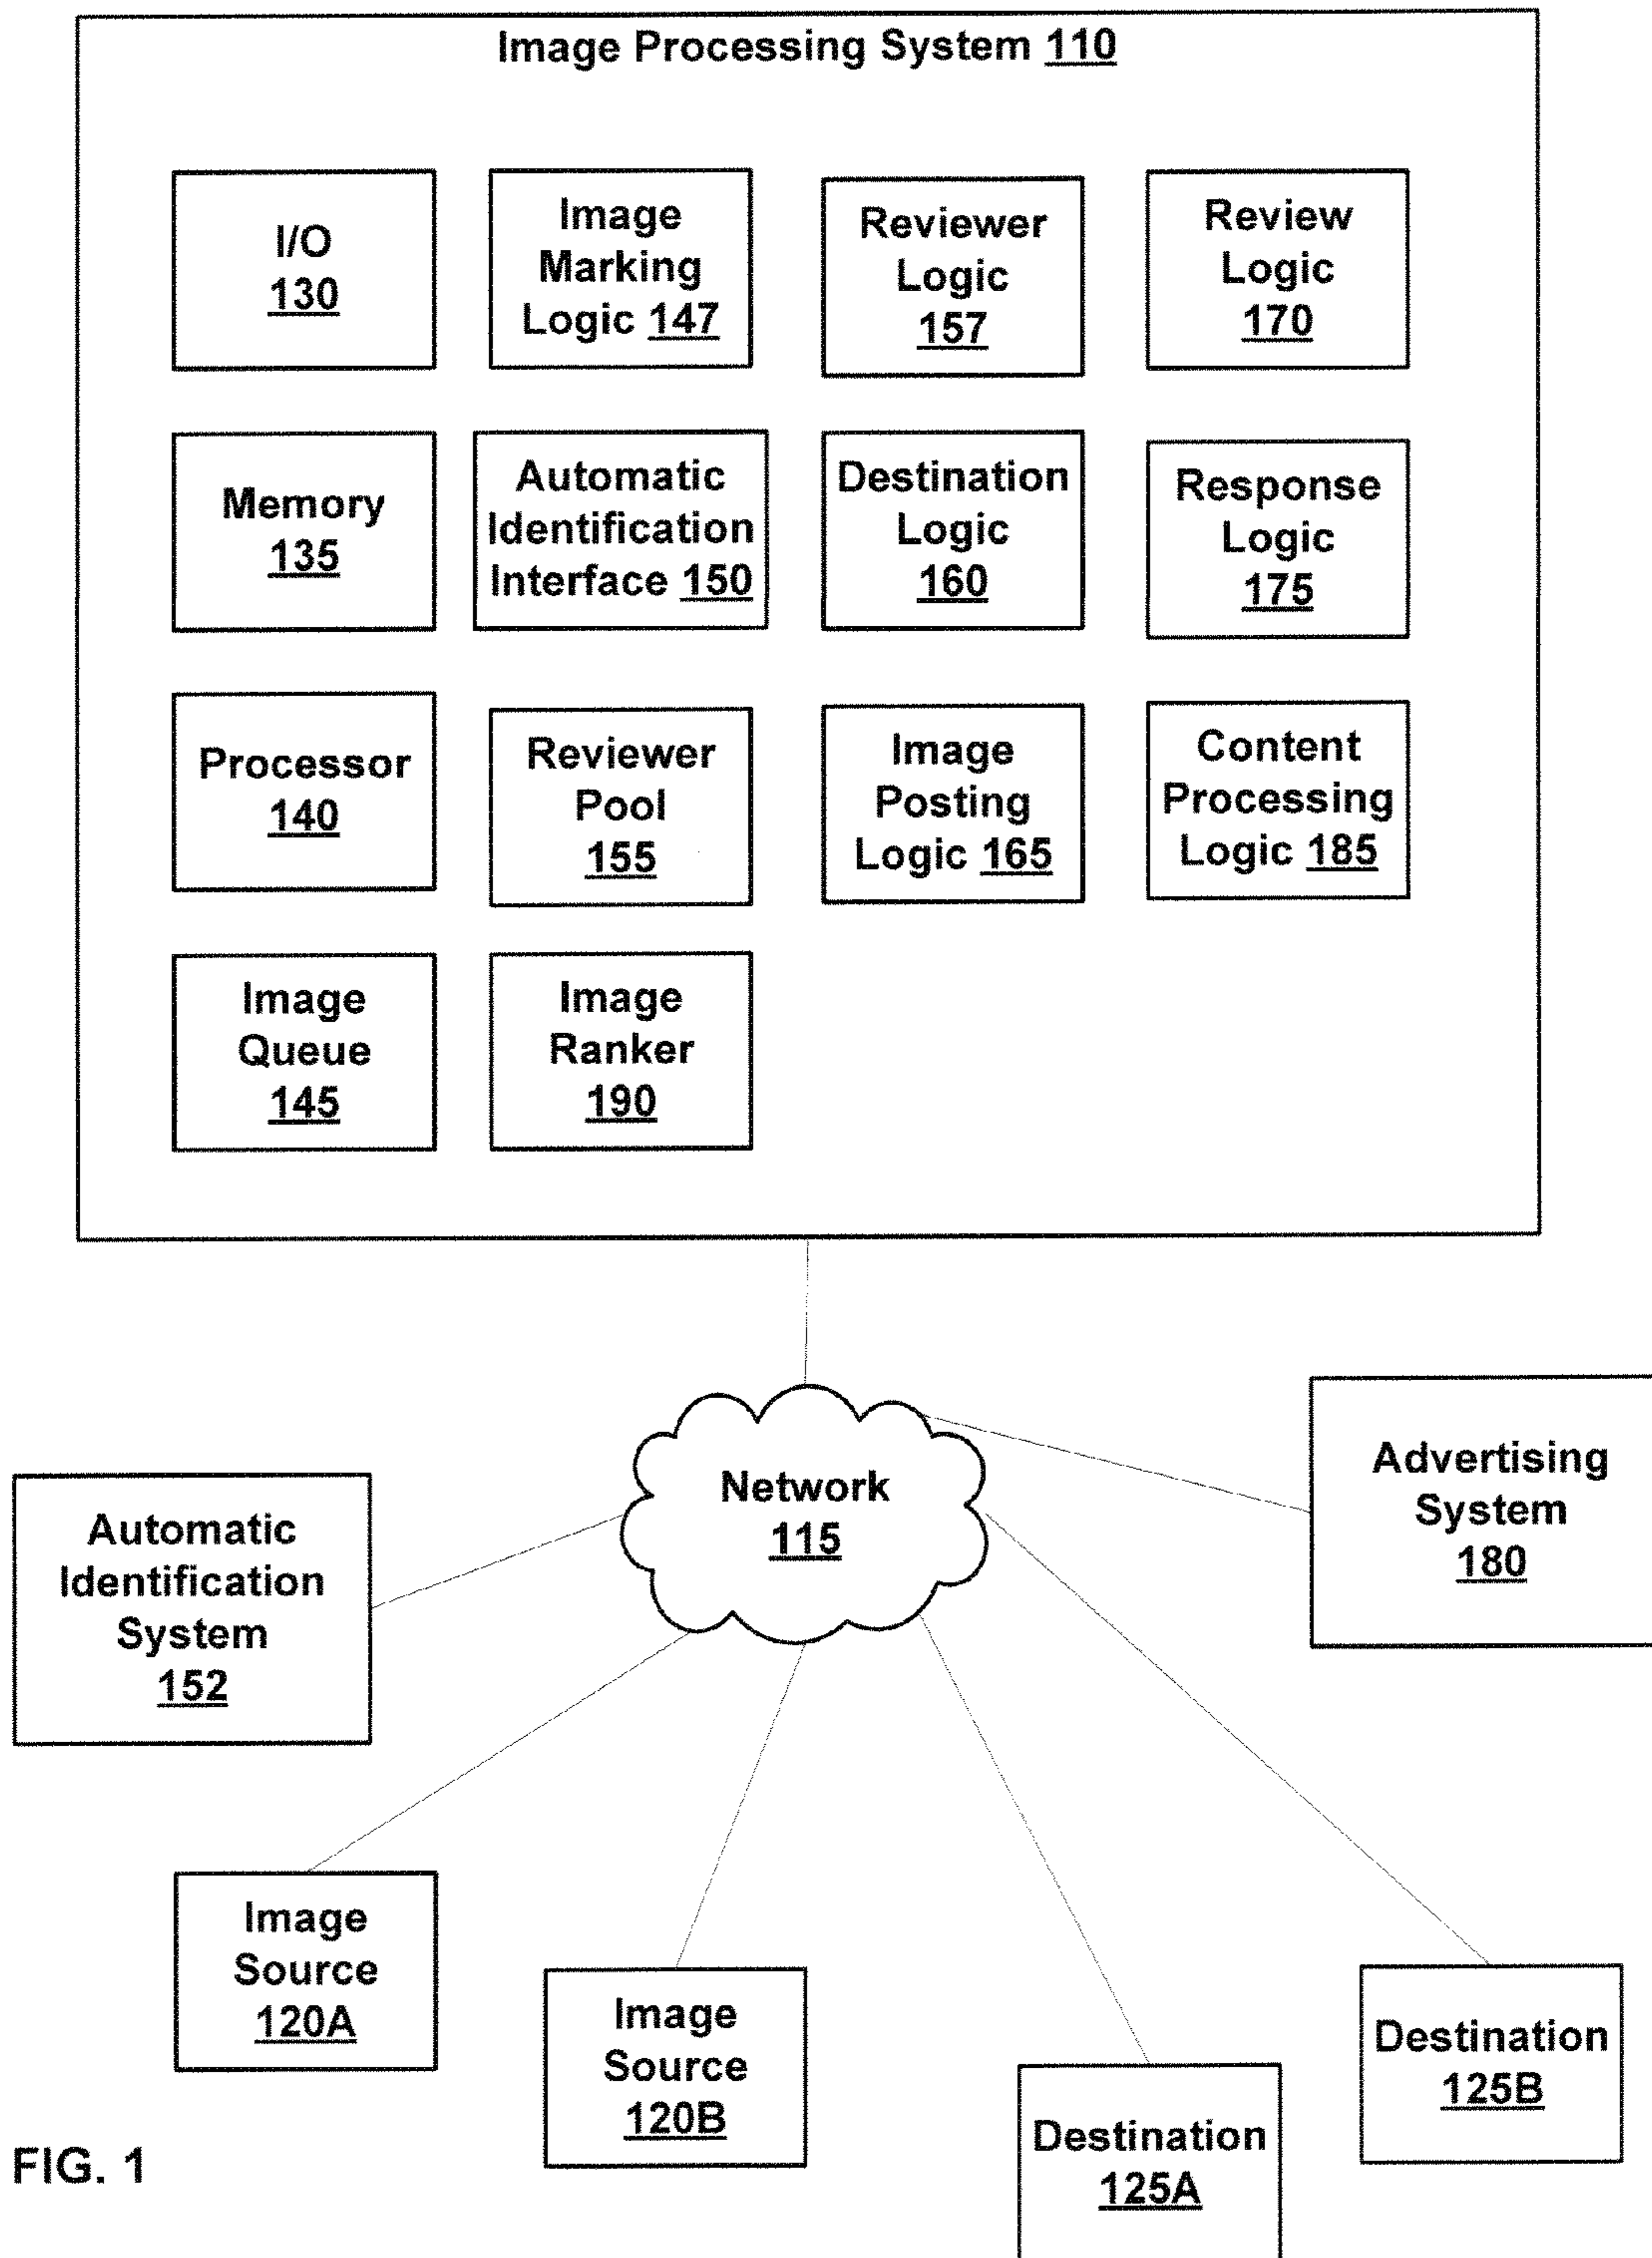 Image Processing System 110
I/O
130
Image
Marking
Logic 147
Reviewer
Logic
157
Review
Logic
170
Memory
135
Automatic
Identification
Interface 150
Destination
Logic
160
Response
Logic
175
Processor
140
Reviewer
Pool
155
Image
Posting
Logic 165
Content
Processing
Logic 185
Image
Queue
145
Image
Ranker
190
Network
115
Advertising
System
180
Automatic
Identification
System
152
Image
Source
120A
Image
Source
120B
Destination
125A
Destination
125B
FIG. 1